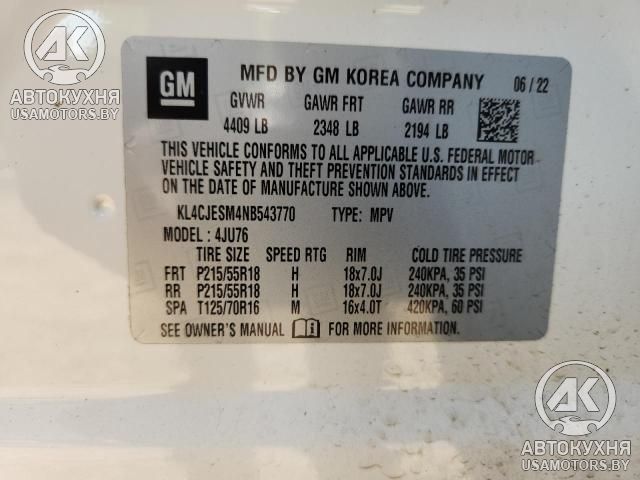 AK
АВТОКУХНЯ
USAMOTORS.BY
GM
MFD BY GM KOREA COMPANY 06 / 22
GVWR GAWR FRT GAWR RR
4409 LB 2348 LB 2194 LB
THIS VEHICLE CONFORMS TO ALL APPLICABLE U.S. FEDERAL MOTOR
VEHICLE SAFETY AND THEFT PREVENTION STANDARDS IN EFFECT
ON THE DATE OF MANUFACTURE SHOWN ABOVE.
KL4CJESM4NB543770 TYPE: MPV
MODEL : 4JU76
TIRE SIZE SPEED RTG RIM COLD TIRE PRESSURE
FRT P215/55R18 H 18x7.0J 240KPA, 35 PSI
RR P215/55R18 H 18x7.0J 240KPA, 35 PSI
SPA T125/70R16 M 16x4.0T 420KPA, 60 PSI
SEE OWNER'S MANUAL FOR MORE INFORMATION.
AK
АВТОКУХНЯ
USAMOTORS.BY